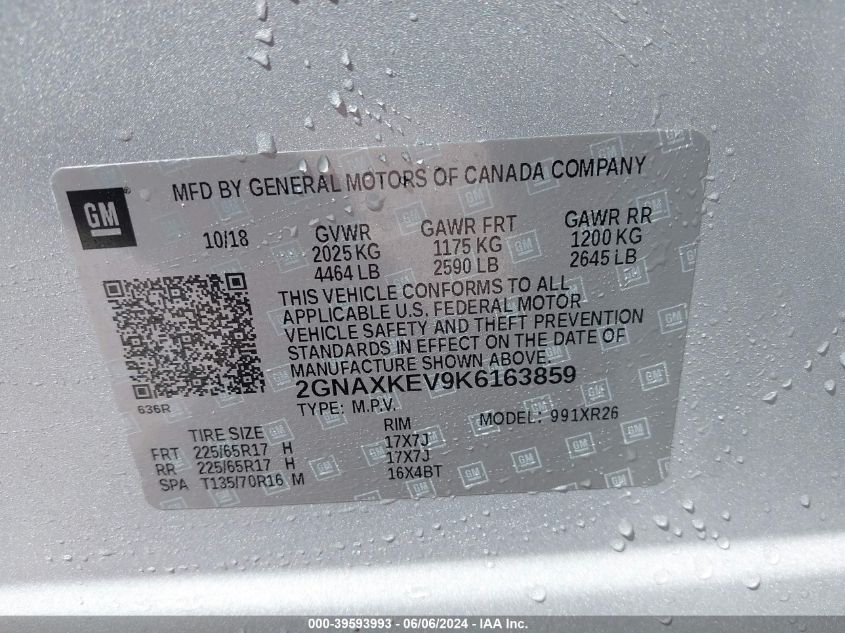 MFD BY GENERAL MOTORS OF CANADA COMPANY
GM
10/18 GVWR GAWR FRT GAWR RR
2025 KG 1175 KG 1200 KG
4464 LB 2590 LB 2645 LB
THIS VEHICLE CONFORMS TO ALL
APPLICABLE U.S. FEDERAL MOTOR
VEHICLE SAFETY AND THEFT PREVENTION
STANDARDS IN EFFECT ON THE DATE OF
MANUFACTURE SHOWN ABOVE.
2GNAXKEV9K6163859
636R
TYPE: M.P.V. MODEL: 991XR26
TIRE SIZE RIM
FRT 225/65R17 H 17X7J
RR 225/65R17 H 17X7J
SPA T135/70R16 M 16X4BT
000-39593993 / 06/06/2024 - IAA Inc.